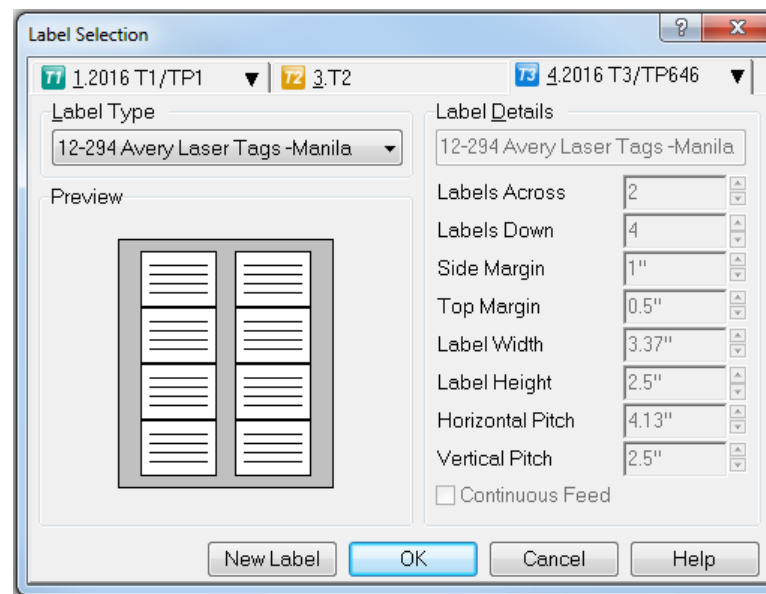 Label Selection
?
X
T1 1.2016 T1/TP1 ▼
T2 3.T2
T3 4.2016 T3/TP646 ▼
Label Type
12-294 Avery Laser Tags -Manila
Preview
Label Details
12-294 Avery Laser Tags -Manila
Labels Across 2
Labels Down 4
Side Margin 1"
Top Margin 0.5"
Label Width 3.37"
Label Height 2.5"
Horizontal Pitch 4.13"
Vertical Pitch 2.5"
Continuous Feed
New Label
OK
Cancel
Help